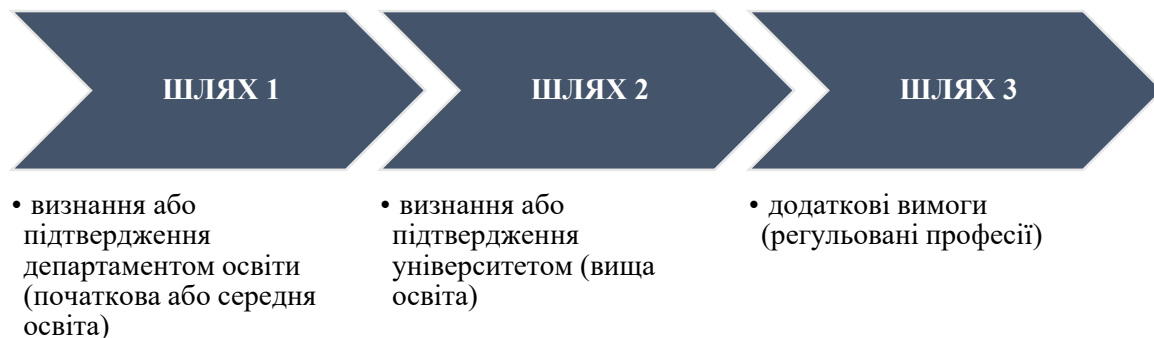 ШЛЯХ 1
• визнання або
підтвердження
департаментом освіти
(початкова або середня
освіта)
ШЛЯХ 2
• визнання або
підтвердження
університетом (вища
освіта)
ШЛЯХ 3
• додаткові вимоги
(регульовані професії)